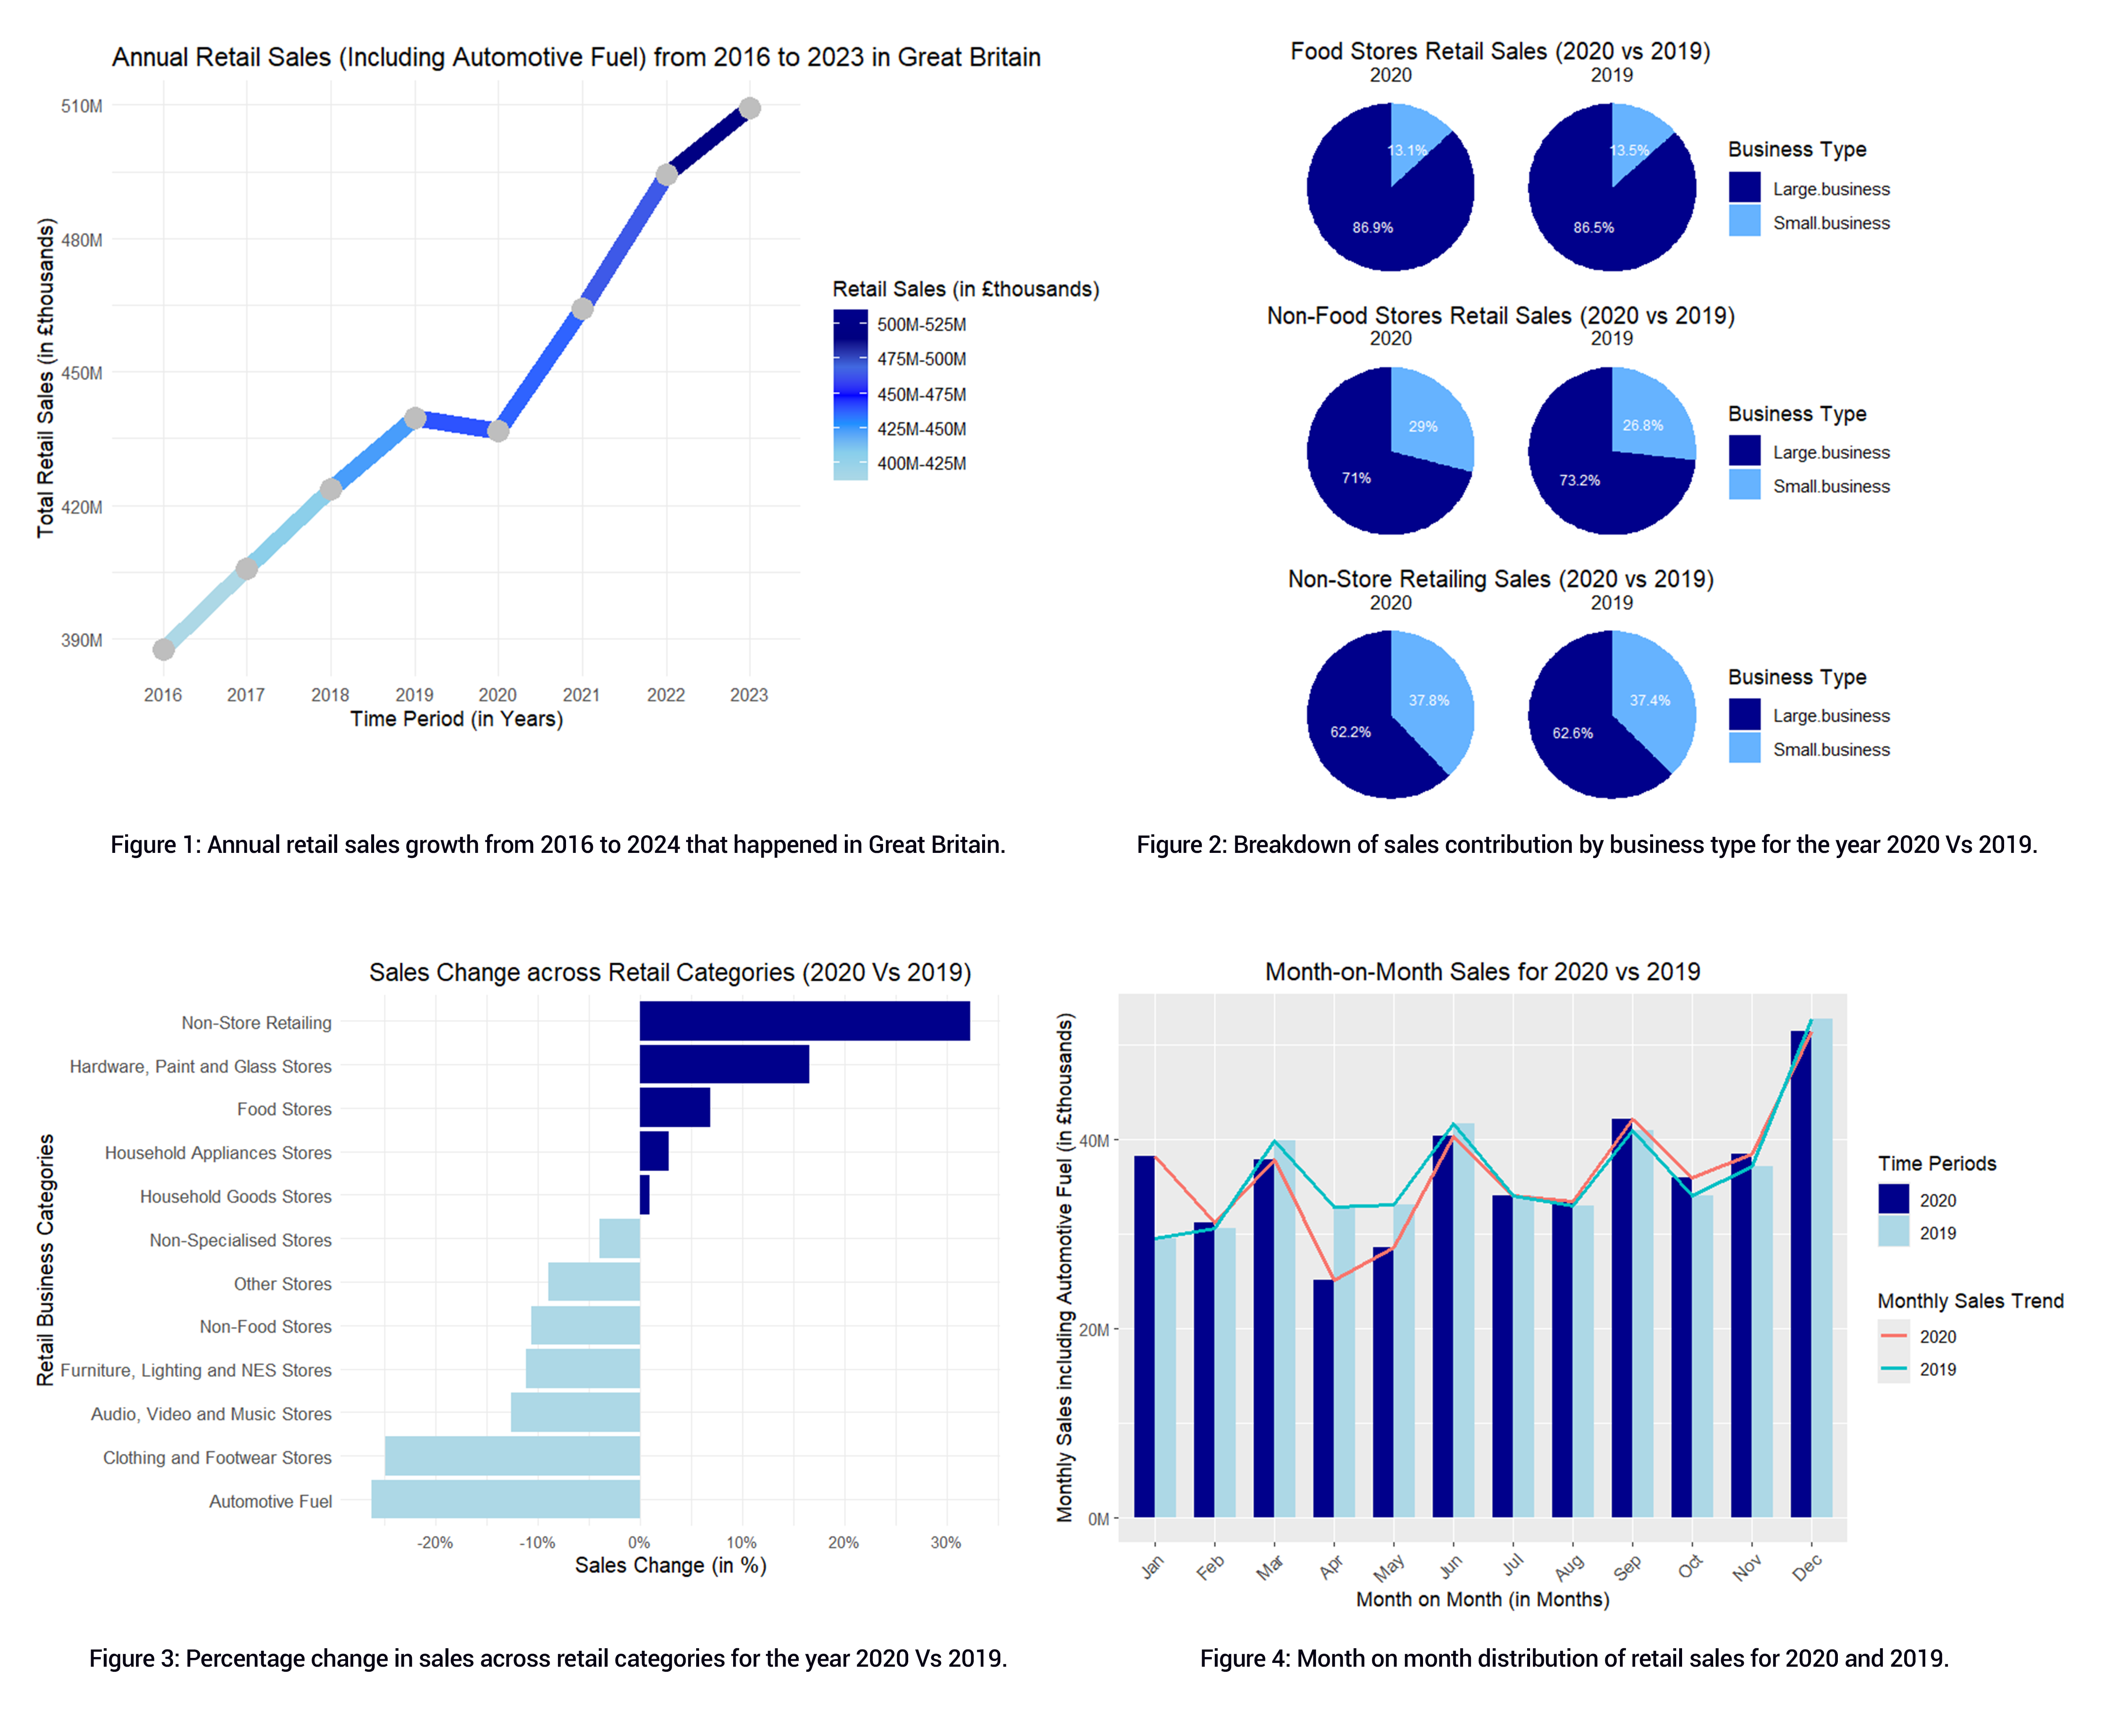 Annual Retail Sales (Including Automotive Fuel) from 2016 to 2023 in Great Britain
510M
480M
450M
420M
390M
Total Retail Sales (in £thousands)
2016 2017 2018 2019 2020 2021 2022 2023
Time Period (in Years)
Retail Sales (in £thousands)
500M-525M
475M-500M
450M-475M
425M-450M
400M-425M
Figure 1: Annual retail sales growth from 2016 to 2024 that happened in Great Britain.
Food Stores Retail Sales (2020 vs 2019)
2020 2019
13.1% 13.5%
86.9% 86.5%
Business Type
Large.business
Small.business
Non-Food Stores Retail Sales (2020 vs 2019)
2020 2019
29% 26.8%
71% 73.2%
Business Type
Large.business
Small.business
Non-Store Retailing Sales (2020 vs 2019)
2020 2019
37.8% 37.4%
62.2% 62.6%
Business Type
Large.business
Small.business
Figure 2: Breakdown of sales contribution by business type for the year 2020 Vs 2019.
Sales Change across Retail Categories (2020 Vs 2019)
Retail Business Categories
Non-Store Retailing
Hardware, Paint and Glass Stores
Food Stores
Household Appliances Stores
Household Goods Stores
Non-Specialised Stores
Other Stores
Non-Food Stores
Furniture, Lighting and NES Stores
Audio, Video and Music Stores
Clothing and Footwear Stores
Automotive Fuel
-20% -10% 0% 10% 20% 30%
Sales Change (in %)
Figure 3: Percentage change in sales across retail categories for the year 2020 Vs 2019.
Month-on-Month Sales for 2020 vs 2019
Monthly Sales including Automotive Fuel (in £thousands)
40M
20M
0M
Jan Feb Mar Apr May Jun Jul Aug Sep Oct Nov Dec
Month on Month (in Months)
Time Periods
2020
2019
Monthly Sales Trend
2020
2019
Figure 4: Month on month distribution of retail sales for 2020 and 2019.